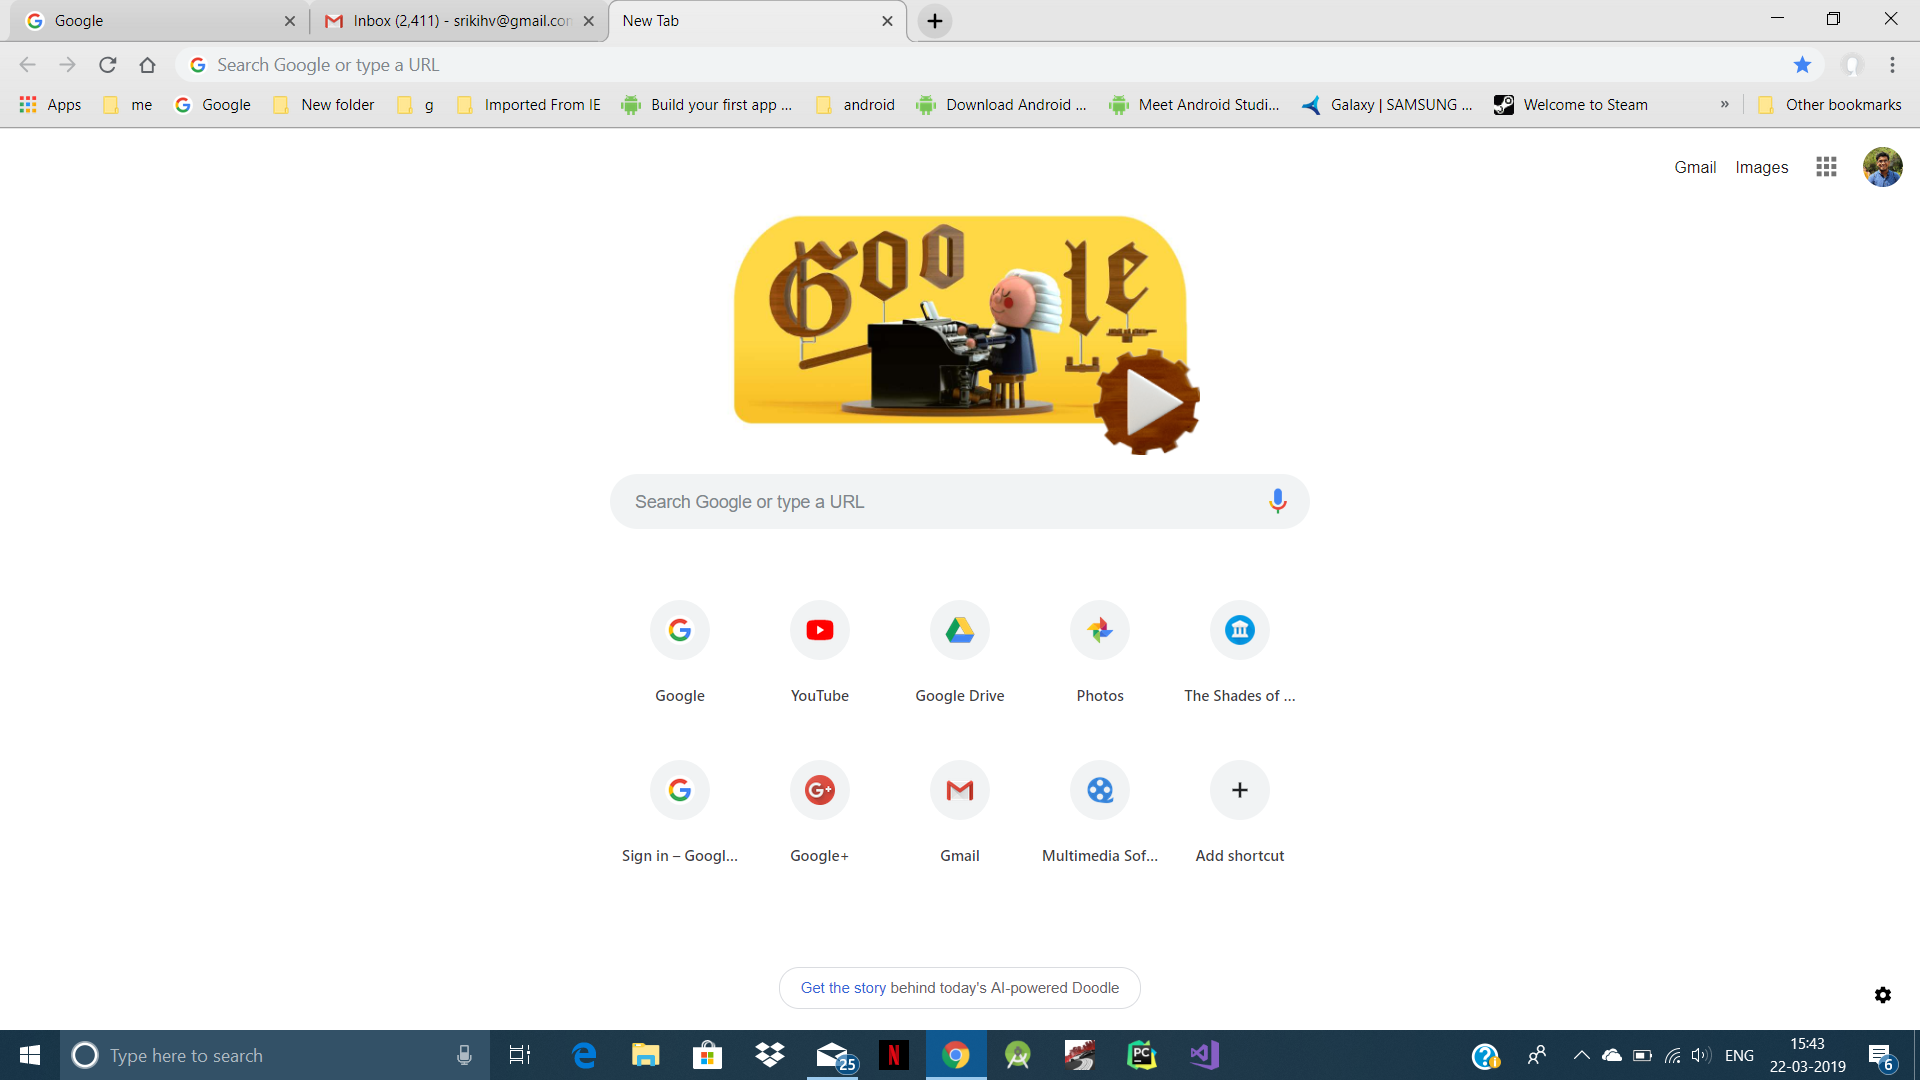 Google
Inbox (2,411) - srikihv@gmail.con
New Tab
Search Google or type a URL
Apps
me
Google
New folder
g
Imported From IE
Build your first app ...
android
Download Android ...
Meet Android Studi...
Galaxy | SAMSUNG ...
Welcome to Steam
»
Other bookmarks
Gmail
Images
Google
Search Google or type a URL
Google
YouTube
Google Drive
Photos
The Shades of ...
Sign in – Googl...
Google+
Gmail
Multimedia Sof...
Add shortcut
Get the story behind today's AI-powered Doodle
Type here to search
25
N
PC
ENG
15:43
22-03-2019
6